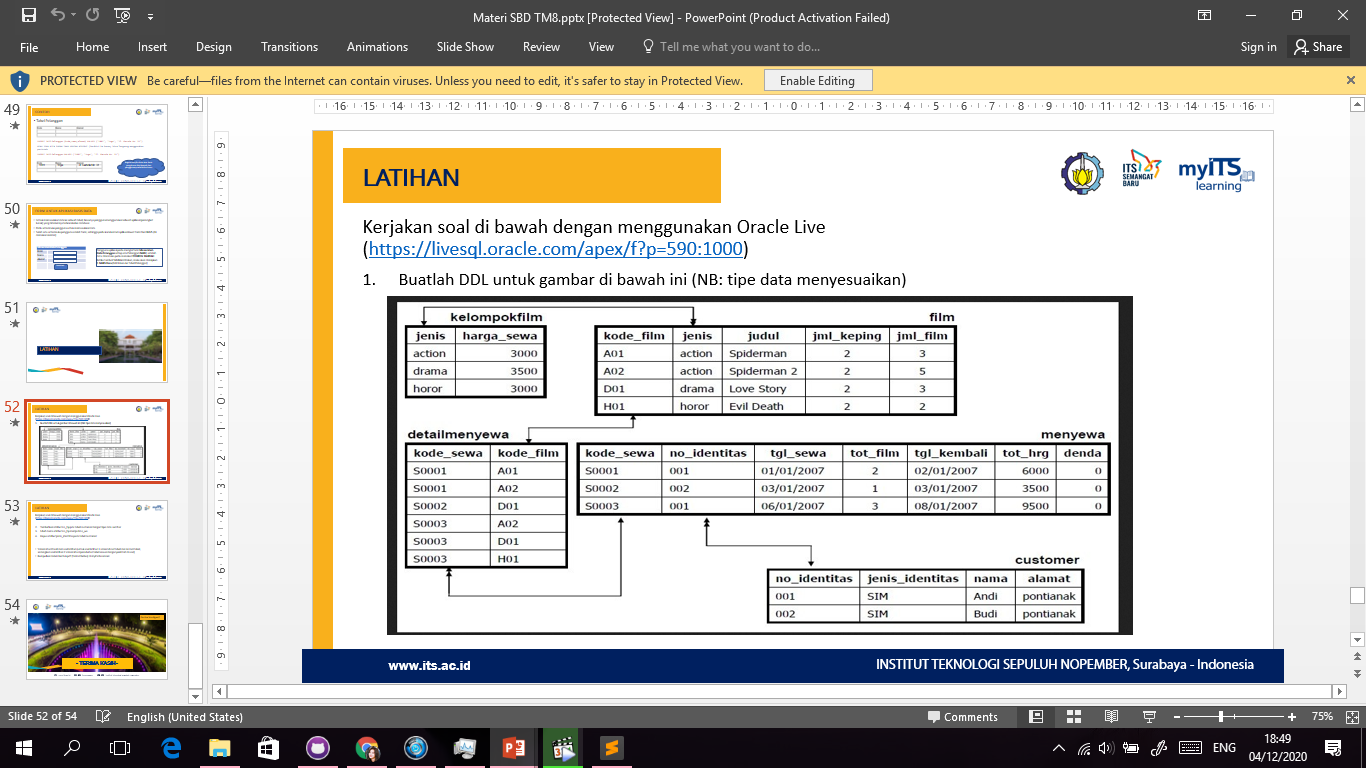 Materi SBD TM8.pptx [Protected View] - PowerPoint (Product Activation Failed)
File Home Insert Design Transitions Animations Slide Show Review View Tell me what you want to do... Sign in Share
PROTECTED VIEW Be careful—files from the Internet can contain viruses. Unless you need to edit, it's safer to stay in Protected View. Enable Editing
49
50
51
52
53
54
LATIHAN
ITS SEMANGAT BARU
myITS learning
Kerjakan soal di bawah dengan menggunakan Oracle Live
(https://livesql.oracle.com/apex/f?p=590:1000)
1. Buatlah DDL untuk gambar di bawah ini (NB: tipe data menyesuaikan)
kelompokfilm
jenis harga_sewa
action 3000
drama 3500
horor 3000
film
kode_film jenis judul jml_keping jml_film
A01 action Spiderman 2 3
A02 action Spiderman 2 2 5
D01 drama Love Story 2 3
H01 horor Evil Death 2 2
detailmenyewa
kode_sewa kode_film
S0001 A01
S0001 A02
S0002 D01
S0003 A02
S0003 D01
S0003 H01
menyewa
kode_sewa no_identitas tgl_sewa tot_film tgl_kembali tot_hrg denda
S0001 001 01/01/2007 2 02/01/2007 6000 0
S0002 002 03/01/2007 1 03/01/2007 3500 0
S0003 001 06/01/2007 3 08/01/2007 9500 0
customer
no_identitas jenis_identitas nama alamat
001 SIM Andi pontianak
002 SIM Budi pontianak
www.its.ac.id INSTITUT TEKNOLOGI SEPULUH NOPEMBER, Surabaya - Indonesia
Slide 52 of 54 English (United States) Comments 75%
ENG
18:49
04/12/2020